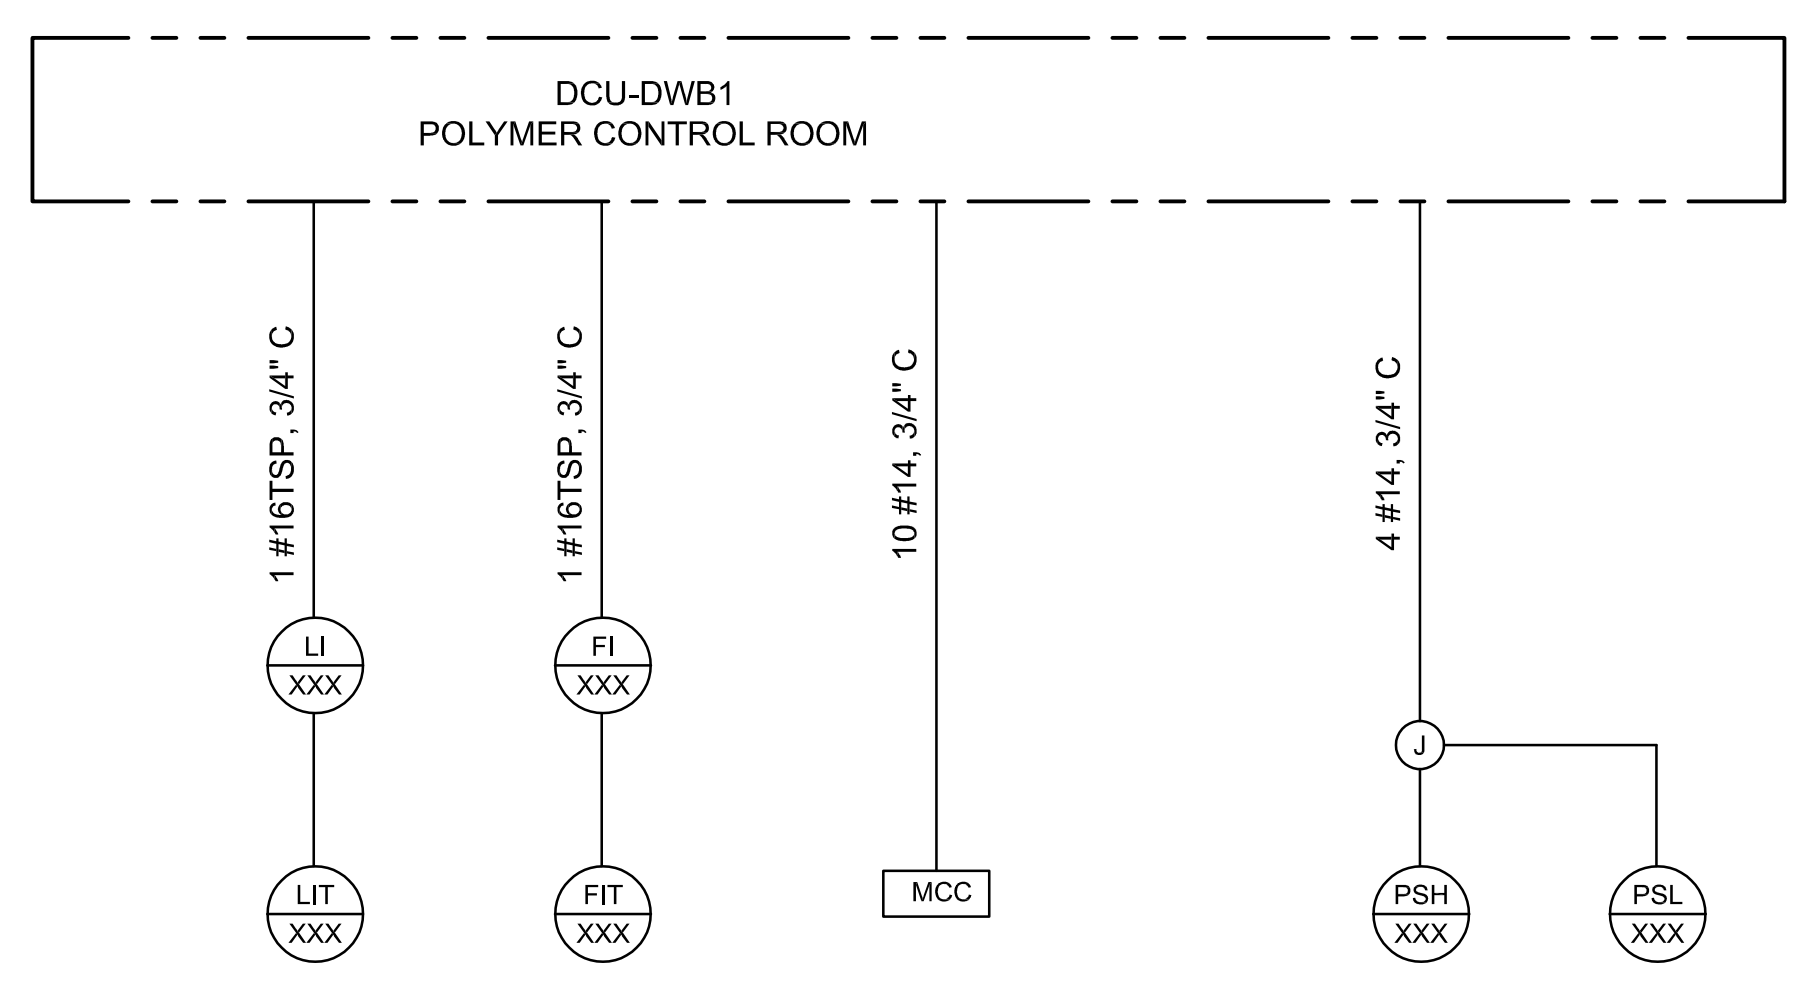 DCU-DWB1
POLYMER CONTROL ROOM
1 #16TSP, 3/4" C
1 #16TSP, 3/4" C
10 #14, 3/4" C
4 #14, 3/4" C
LI
XXX
FI
XXX
J
LIT
XXX
FIT
XXX
MCC
PSH
XXX
PSL
XXX